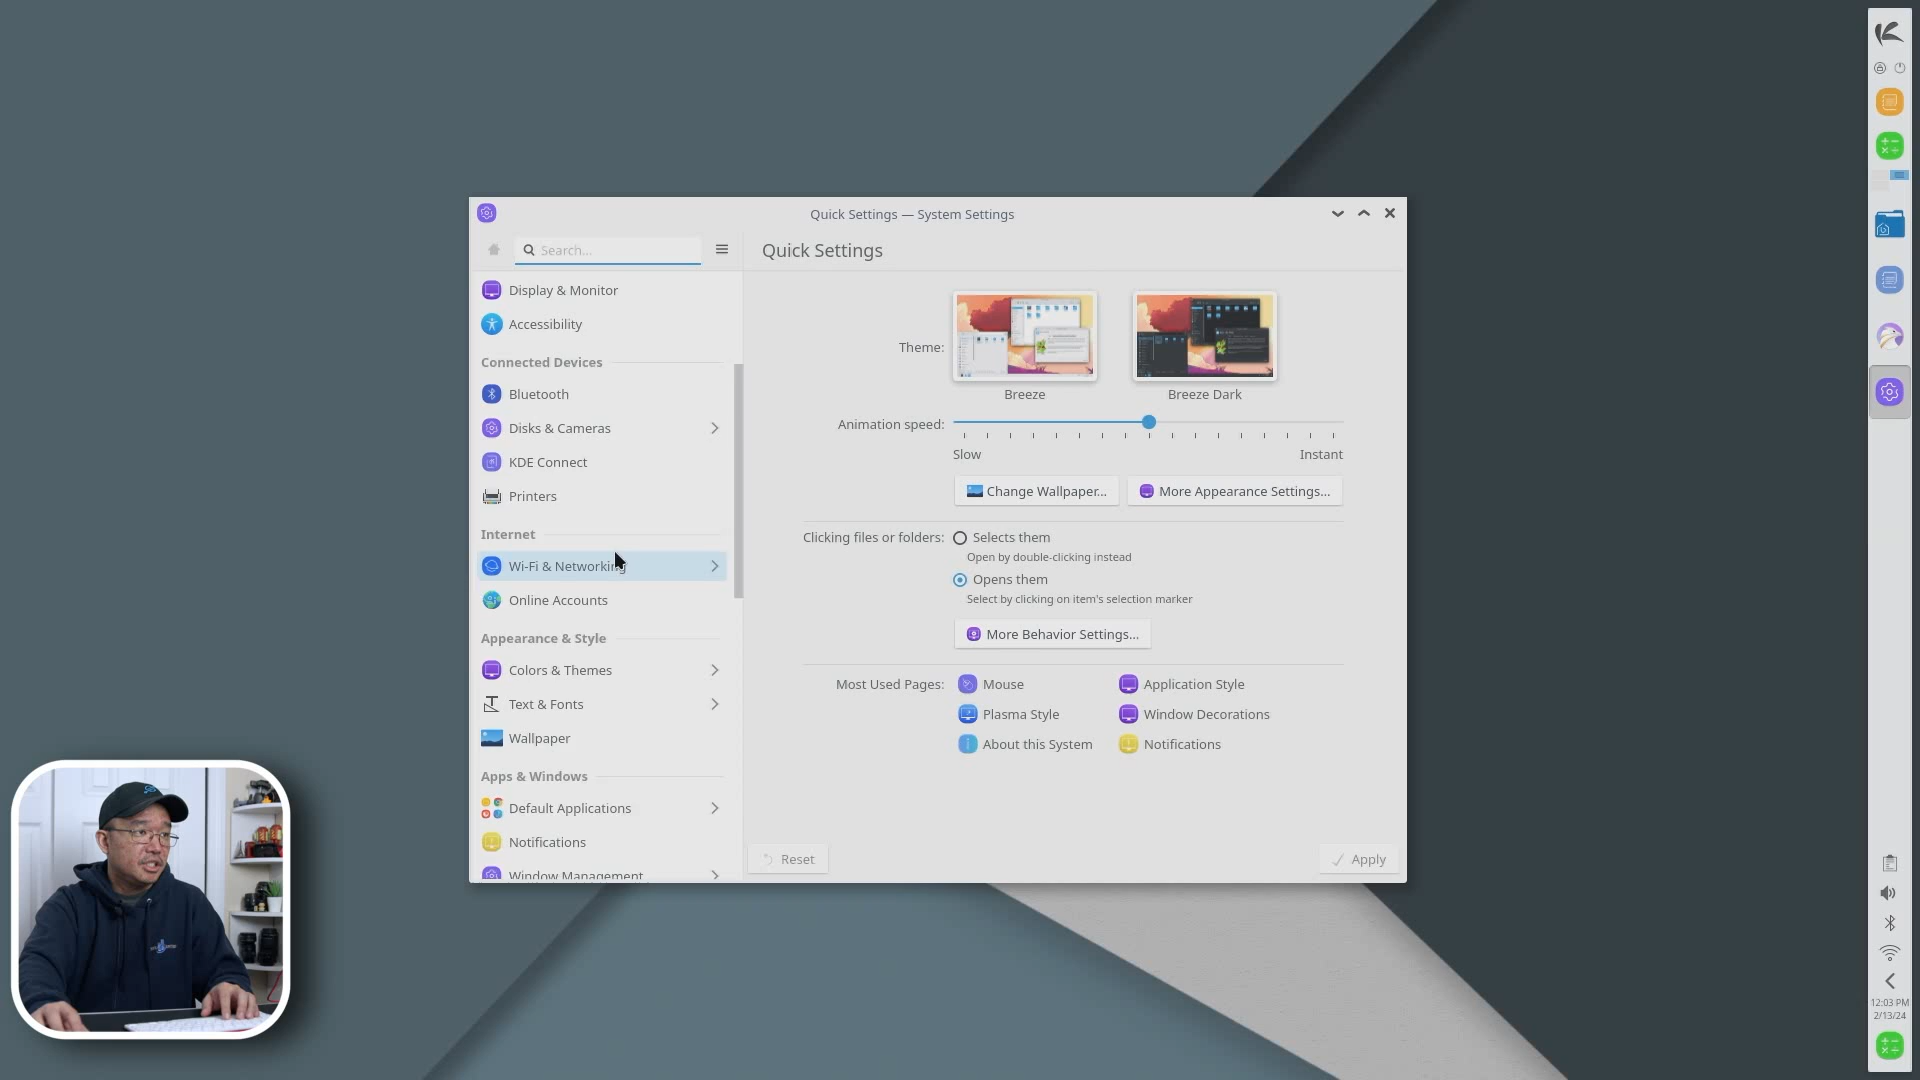 Quick Settings — System Settings
Search...
Quick Settings
Display & Monitor
Accessibility
Connected Devices
Bluetooth
Disks & Cameras
KDE Connect
Printers
Internet
Wi-Fi & Networking
Online Accounts
Appearance & Style
Colors & Themes
Text & Fonts
Wallpaper
Apps & Windows
Default Applications
Notifications
Window Management
Theme:
Breeze
Breeze Dark
Animation speed:
Slow
Instant
Change Wallpaper...
More Appearance Settings...
Clicking files or folders:
Selects them
Open by double-clicking instead
Opens them
Select by clicking on item's selection marker
More Behavior Settings...
Most Used Pages:
Mouse
Application Style
Plasma Style
Window Decorations
About this System
Notifications
Reset
Apply
12:03 PM
2/13/24